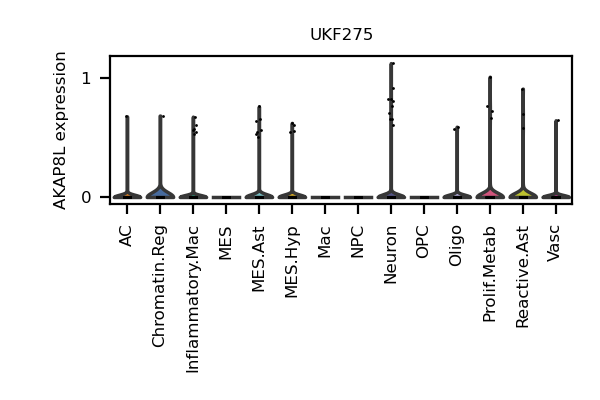 UKF275
AKAP8L expression
1
0
AC
Chromatin.Reg
Inflammatory.Mac
MES
MES.Ast
MES.Hyp
Mac
NPC
Neuron
OPC
Oligo
Prolif.Metab
Reactive.Ast
Vasc